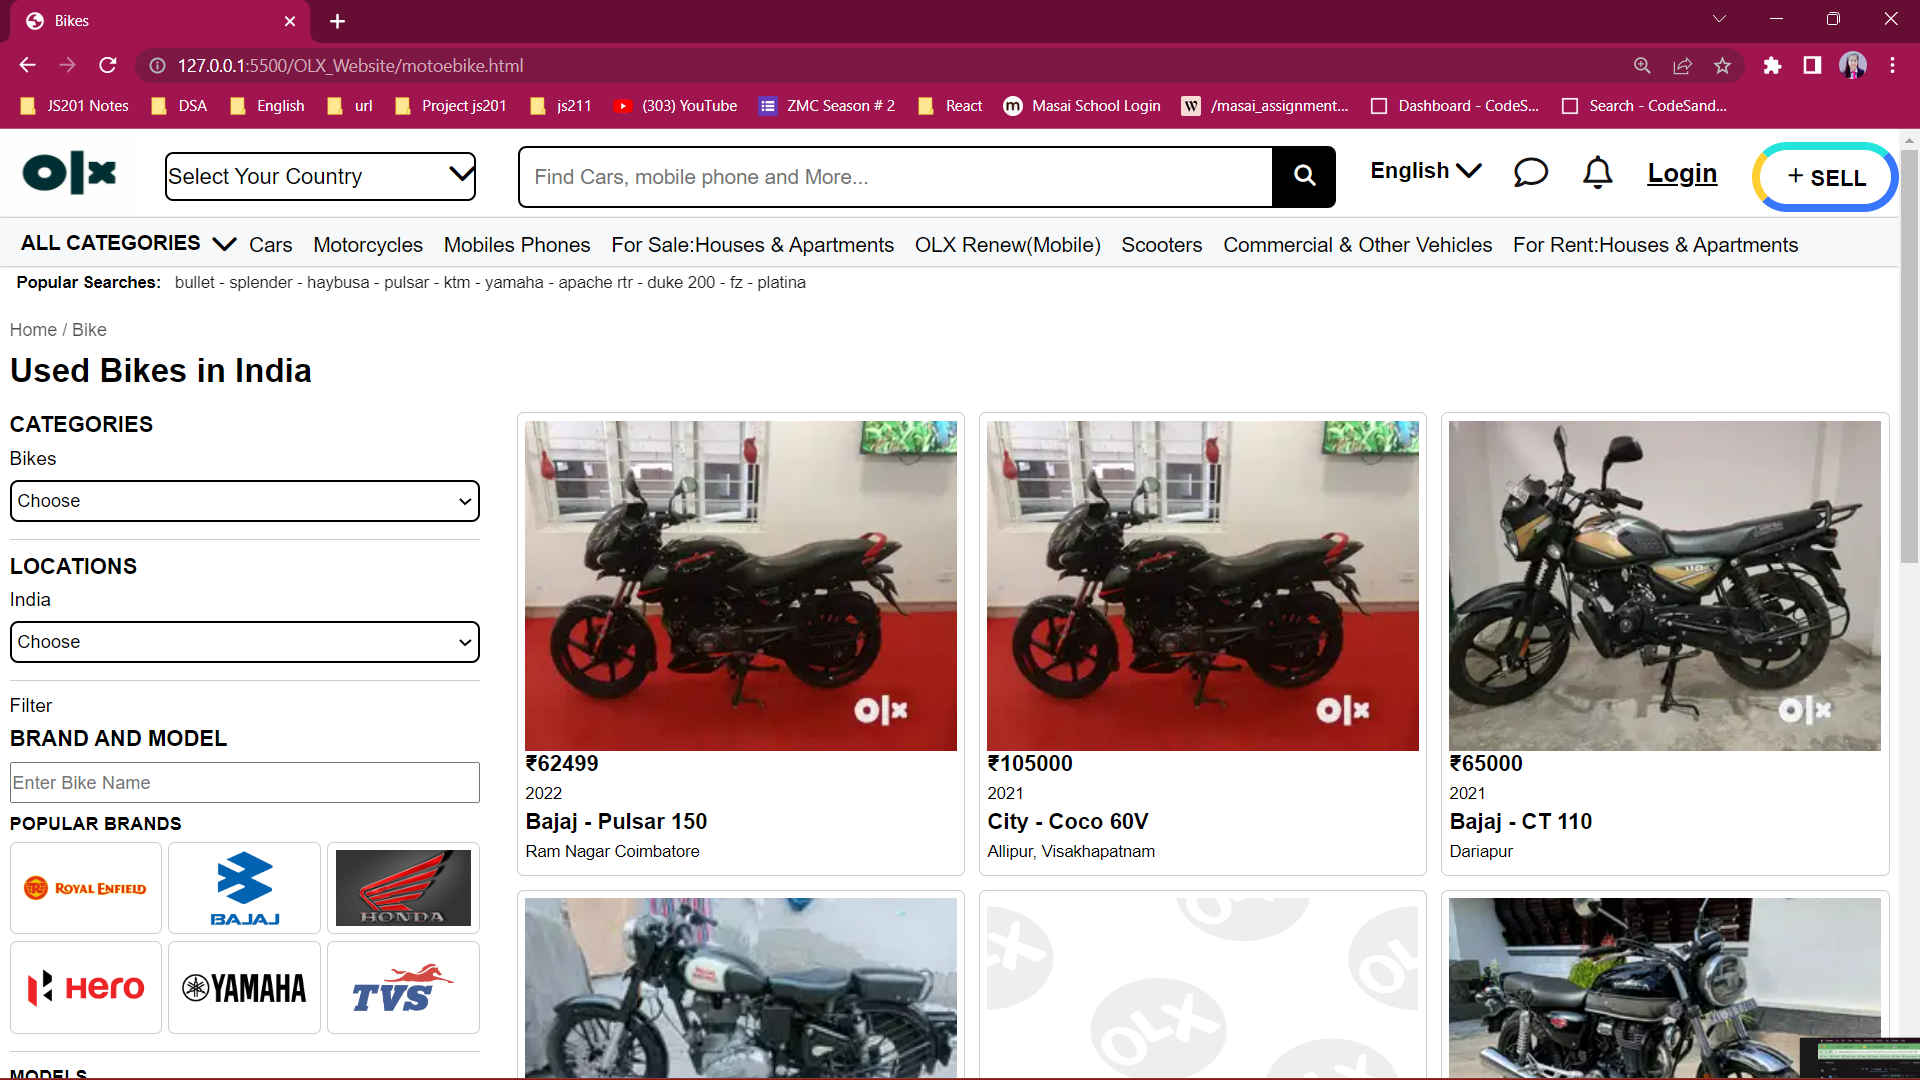 Bikes
127.0.0.1:5500/OLX_Website/motoebike.html
JS201 Notes DSA English url Project js201 js211 (303) YouTube ZMC Season # 2 React Masai School Login /masai_assignment... Dashboard - CodeS... Search - CodeSand...
olx Select Your Country Find Cars, mobile phone and More... English Login + SELL
ALL CATEGORIES Cars Motorcycles Mobiles Phones For Sale:Houses & Apartments OLX Renew(Mobile) Scooters Commercial & Other Vehicles For Rent:Houses & Apartments
Popular Searches: bullet - splender - haybusa - pulsar - ktm - yamaha - apache rtr - duke 200 - fz - platina
Home / Bike
Used Bikes in India
CATEGORIES
Bikes
Choose
LOCATIONS
India
Choose
Filter
BRAND AND MODEL
Enter Bike Name
POPULAR BRANDS
ROYAL ENFIELD BAJAJ HONDA
Hero YAMAHA TVS
MODELS
olx olx olx
₹62499
2022
Bajaj - Pulsar 150
Ram Nagar Coimbatore
₹105000
2021
City - Coco 60V
Allipur, Visakhapatnam
₹65000
2021
Bajaj - CT 110
Dariapur
OLX